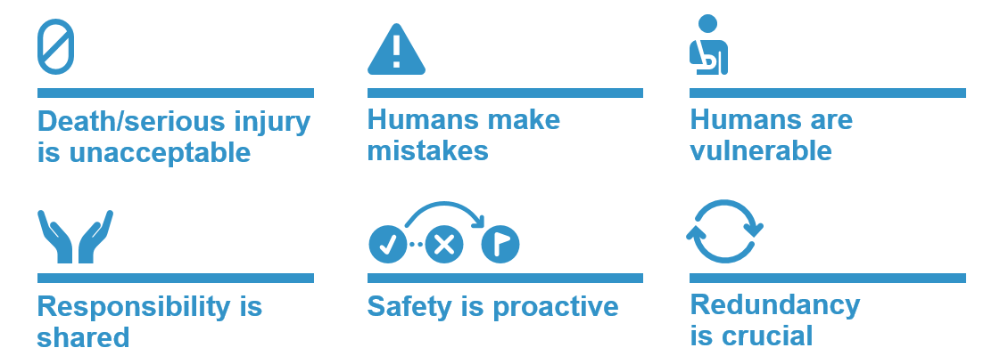 Death/serious injury
is unacceptable
Humans make
mistakes
Humans are
vulnerable
Responsibility is
shared
Safety is proactive
Redundancy
is crucial